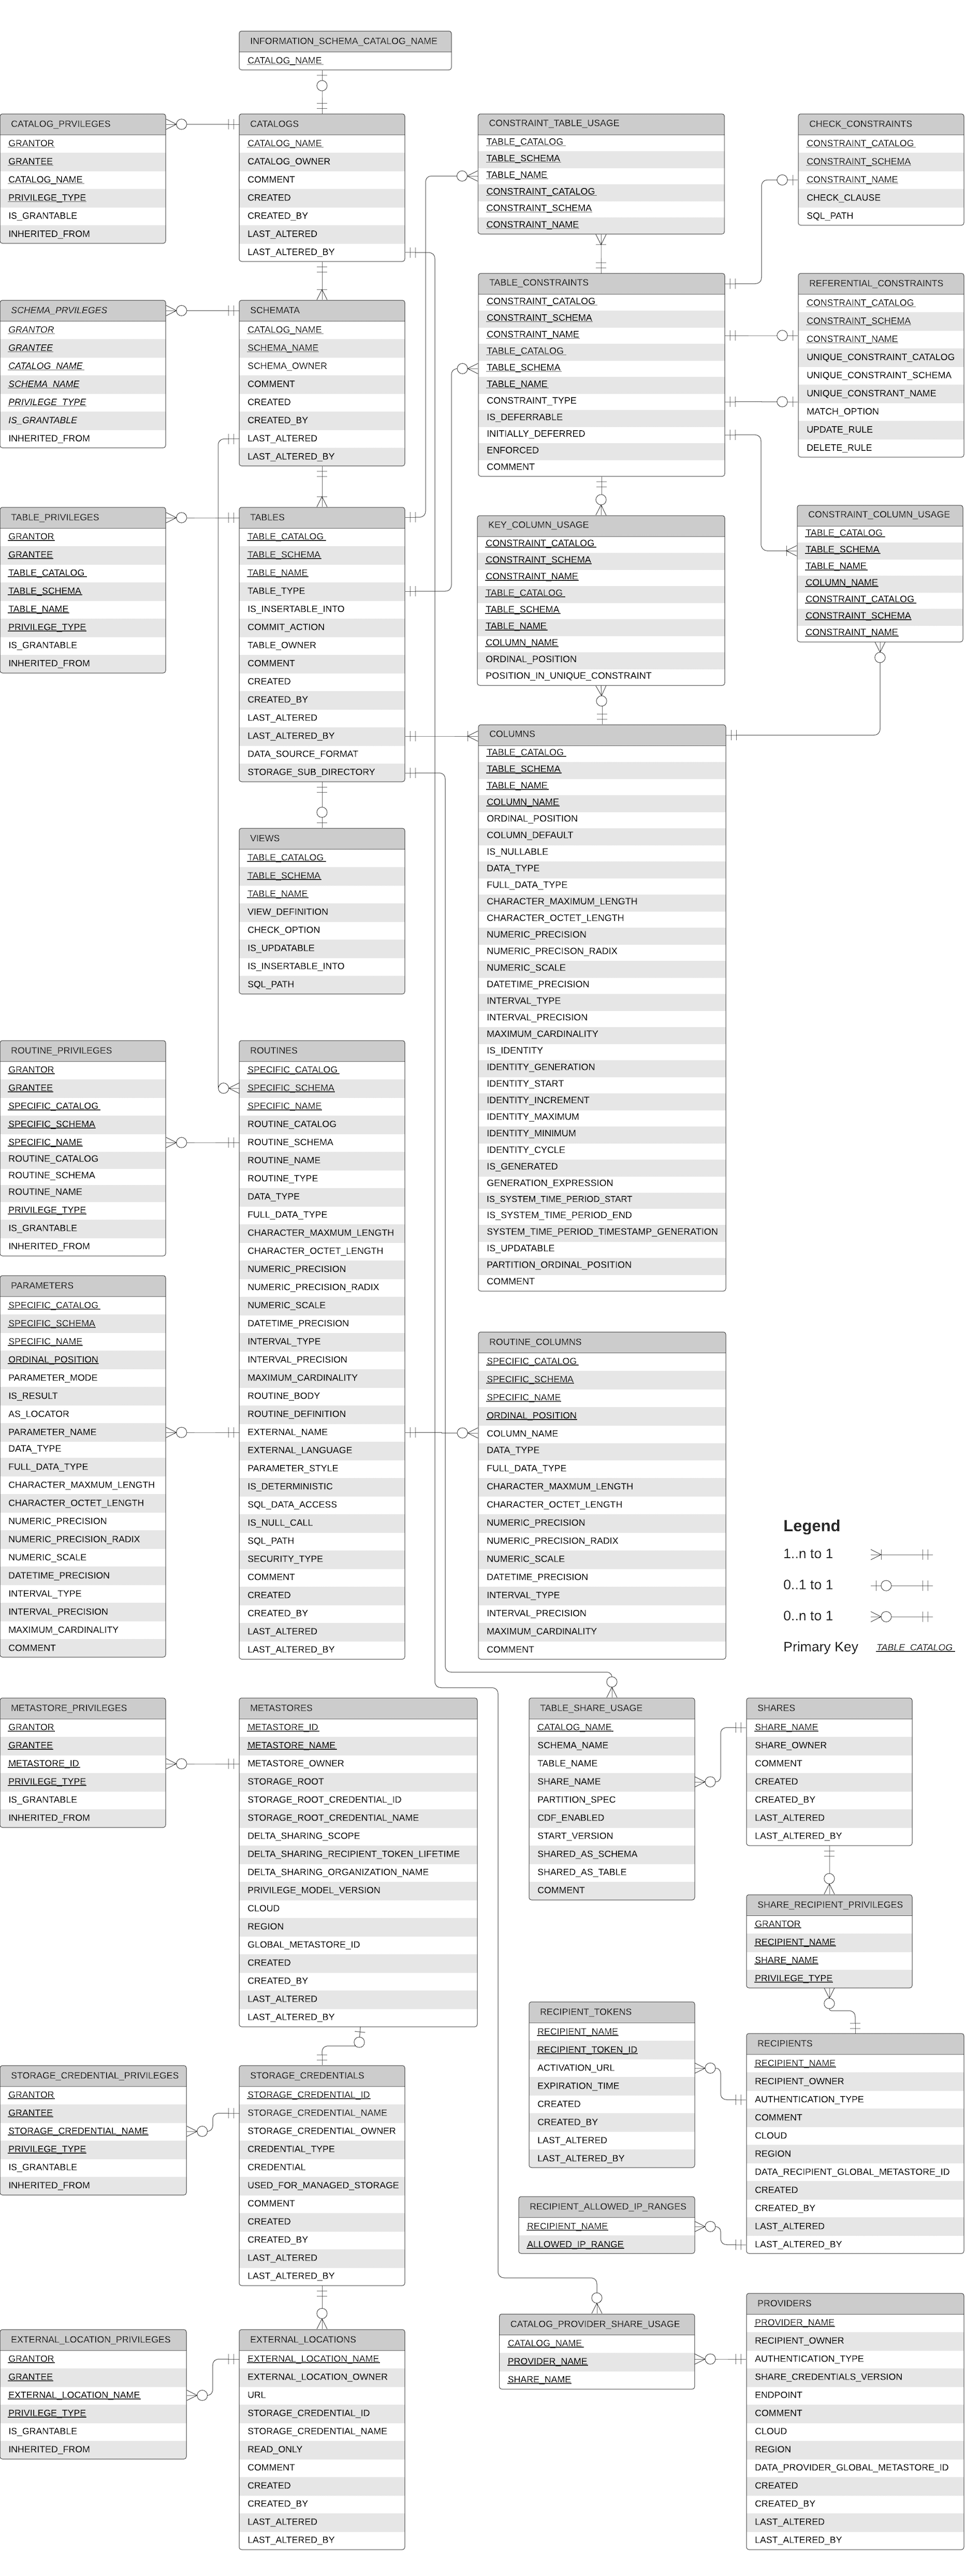 INFORMATION_SCHEMA_CATALOG_NAME
CATALOG_NAME
CATALOG_PRVILEGES
GRANTOR
GRANTEE
CATALOG_NAME
PRIVILEGE_TYPE
IS_GRANTABLE
INHERITED_FROM
CATALOGS
CATALOG_NAME
CATALOG_OWNER
COMMENT
CREATED
CREATED_BY
LAST_ALTERED
LAST_ALTERED_BY
CONSTRAINT_TABLE_USAGE
TABLE_CATALOG
TABLE_SCHEMA
TABLE_NAME
CONSTRAINT_CATALOG
CONSTRAINT_SCHEMA
CONSTRAINT_NAME
CHECK_CONSTRAINTS
CONSTRAINT_CATALOG
CONSTRAINT_SCHEMA
CONSTRAINT_NAME
CHECK_CLAUSE
SQL_PATH
SCHEMA_PRVILEGES
GRANTOR
GRANTEE
CATALOG_NAME
SCHEMA_NAME
PRIVILEGE_TYPE
IS_GRANTABLE
INHERITED_FROM
SCHEMATA
CATALOG_NAME
SCHEMA_NAME
SCHEMA_OWNER
COMMENT
CREATED
CREATED_BY
LAST_ALTERED
LAST_ALTERED_BY
TABLE_CONSTRAINTS
CONSTRAINT_CATALOG
CONSTRAINT_SCHEMA
CONSTRAINT_NAME
TABLE_CATALOG
TABLE_SCHEMA
TABLE_NAME
CONSTRAINT_TYPE
IS_DEFERRABLE
INITIALLY_DEFERRED
ENFORCED
COMMENT
REFERENTIAL_CONSTRAINTS
CONSTRAINT_CATALOG
CONSTRAINT_SCHEMA
CONSTRAINT_NAME
UNIQUE_CONSTRAINT_CATALOG
UNIQUE_CONSTRAINT_SCHEMA
UNIQUE_CONSTRANT_NAME
MATCH_OPTION
UPDATE_RULE
DELETE_RULE
TABLE_PRIVILEGES
GRANTOR
GRANTEE
TABLE_CATALOG
TABLE_SCHEMA
TABLE_NAME
PRIVILEGE_TYPE
IS_GRANTABLE
INHERITED_FROM
TABLES
TABLE_CATALOG
TABLE_SCHEMA
TABLE_NAME
TABLE_TYPE
IS_INSERTABLE_INTO
COMMIT_ACTION
TABLE_OWNER
COMMENT
CREATED
CREATED_BY
LAST_ALTERED
LAST_ALTERED_BY
DATA_SOURCE_FORMAT
STORAGE_SUB_DIRECTORY
KEY_COLUMN_USAGE
CONSTRAINT_CATALOG
CONSTRAINT_SCHEMA
CONSTRAINT_NAME
TABLE_CATALOG
TABLE_SCHEMA
TABLE_NAME
COLUMN_NAME
ORDINAL_POSITION
POSITION_IN_UNIQUE_CONSTRAINT
CONSTRAINT_COLUMN_USAGE
TABLE_CATALOG
TABLE_SCHEMA
TABLE_NAME
COLUMN_NAME
CONSTRAINT_CATALOG
CONSTRAINT_SCHEMA
CONSTRAINT_NAME
COLUMNS
TABLE_CATALOG
TABLE_SCHEMA
TABLE_NAME
COLUMN_NAME
ORDINAL_POSITION
COLUMN_DEFAULT
IS_NULLABLE
DATA_TYPE
FULL_DATA_TYPE
CHARACTER_MAXIMUM_LENGTH
CHARACTER_OCTET_LENGTH
NUMERIC_PRECISION
NUMERIC_PRECISON_RADIX
NUMERIC_SCALE
DATETIME_PRECISION
INTERVAL_TYPE
INTERVAL_PRECISION
MAXIMUM_CARDINALITY
IS_IDENTITY
IDENTITY_GENERATION
IDENTITY_START
IDENTITY_INCREMENT
IDENTITY_MAXIMUM
IDENTITY_MINIMUM
IDENTITY_CYCLE
IS_GENERATED
GENERATION_EXPRESSION
IS_SYSTEM_TIME_PERIOD_START
IS_SYSTEM_TIME_PERIOD_END
SYSTEM_TIME_PERIOD_TIMESTAMP_GENERATION
IS_UPDATABLE
PARTITION_ORDINAL_POSITION
COMMENT
VIEWS
TABLE_CATALOG
TABLE_SCHEMA
TABLE_NAME
VIEW_DEFINITION
CHECK_OPTION
IS_UPDATABLE
IS_INSERTABLE_INTO
SQL_PATH
ROUTINE_PRIVILEGES
GRANTOR
GRANTEE
SPECIFIC_CATALOG
SPECIFIC_SCHEMA
SPECIFIC_NAME
ROUTINE_CATALOG
ROUTINE_SCHEMA
ROUTINE_NAME
PRIVILEGE_TYPE
IS_GRANTABLE
INHERITED_FROM
ROUTINES
SPECIFIC_CATALOG
SPECIFIC_SCHEMA
SPECIFIC_NAME
ROUTINE_CATALOG
ROUTINE_SCHEMA
ROUTINE_NAME
ROUTINE_TYPE
DATA_TYPE
FULL_DATA_TYPE
CHARACTER_MAXMUM_LENGTH
CHARACTER_OCTET_LENGTH
NUMERIC_PRECISION
NUMERIC_PRECISION_RADIX
NUMERIC_SCALE
DATETIME_PRECISION
INTERVAL_TYPE
INTERVAL_PRECISION
MAXIMUM_CARDINALITY
ROUTINE_BODY
ROUTINE_DEFINITION
EXTERNAL_NAME
EXTERNAL_LANGUAGE
PARAMETER_STYLE
IS_DETERMINISTIC
SQL_DATA_ACCESS
IS_NULL_CALL
SQL_PATH
SECURITY_TYPE
COMMENT
CREATED
CREATED_BY
LAST_ALTERED
LAST_ALTERED_BY
PARAMETERS
SPECIFIC_CATALOG
SPECIFIC_SCHEMA
SPECIFIC_NAME
ORDINAL_POSITION
PARAMETER_MODE
IS_RESULT
AS_LOCATOR
PARAMETER_NAME
DATA_TYPE
FULL_DATA_TYPE
CHARACTER_MAXMUM_LENGTH
CHARACTER_OCTET_LENGTH
NUMERIC_PRECISION
NUMERIC_PRECISION_RADIX
NUMERIC_SCALE
DATETIME_PRECISION
INTERVAL_TYPE
INTERVAL_PRECISION
MAXIMUM_CARDINALITY
COMMENT
ROUTINE_COLUMNS
SPECIFIC_CATALOG
SPECIFIC_SCHEMA
SPECIFIC_NAME
ORDINAL_POSITION
COLUMN_NAME
DATA_TYPE
FULL_DATA_TYPE
CHARACTER_MAXMUM_LENGTH
CHARACTER_OCTET_LENGTH
NUMERIC_PRECISION
NUMERIC_PRECISION_RADIX
NUMERIC_SCALE
DATETIME_PRECISION
INTERVAL_TYPE
INTERVAL_PRECISION
MAXIMUM_CARDINALITY
COMMENT
Legend
1..n to 1
0..1 to 1
0..n to 1
Primary Key TABLE_CATALOG
METASTORE_PRIVILEGES
GRANTOR
GRANTEE
METASTORE_ID
PRIVILEGE_TYPE
IS_GRANTABLE
INHERITED_FROM
METASTORES
METASTORE_ID
METASTORE_NAME
METASTORE_OWNER
STORAGE_ROOT
STORAGE_ROOT_CREDENTIAL_ID
STORAGE_ROOT_CREDENTIAL_NAME
DELTA_SHARING_SCOPE
DELTA_SHARING_RECIPIENT_TOKEN_LIFETIME
DELTA_SHARING_ORGANIZATION_NAME
PRIVILEGE_MODEL_VERSION
CLOUD
REGION
GLOBAL_METASTORE_ID
CREATED
CREATED_BY
LAST_ALTERED
LAST_ALTERED_BY
TABLE_SHARE_USAGE
CATALOG_NAME
SCHEMA_NAME
TABLE_NAME
SHARE_NAME
PARTITION_SPEC
CDF_ENABLED
START_VERSION
SHARED_AS_SCHEMA
SHARED_AS_TABLE
COMMENT
SHARES
SHARE_NAME
SHARE_OWNER
COMMENT
CREATED
CREATED_BY
LAST_ALTERED
LAST_ALTERED_BY
SHARE_RECIPIENT_PRIVILEGES
GRANTOR
RECIPIENT_NAME
SHARE_NAME
PRIVILEGE_TYPE
RECIPIENT_TOKENS
RECIPIENT_NAME
RECIPIENT_TOKEN_ID
ACTIVATION_URL
EXPIRATION_TIME
CREATED
CREATED_BY
LAST_ALTERED
LAST_ALTERED_BY
RECIPIENTS
RECIPIENT_NAME
RECIPIENT_OWNER
AUTHENTICATION_TYPE
COMMENT
CLOUD
REGION
DATA_RECIPIENT_GLOBAL_METASTORE_ID
CREATED
CREATED_BY
LAST_ALTERED
LAST_ALTERED_BY
STORAGE_CREDENTIAL_PRIVILEGES
GRANTOR
GRANTEE
STORAGE_CREDENTIAL_NAME
PRIVILEGE_TYPE
IS_GRANTABLE
INHERITED_FROM
STORAGE_CREDENTIALS
STORAGE_CREDENTIAL_ID
STORAGE_CREDENTIAL_NAME
STORAGE_CREDENTIAL_OWNER
CREDENTIAL_TYPE
CREDENTIAL
USED_FOR_MANAGED_STORAGE
COMMENT
CREATED
CREATED_BY
LAST_ALTERED
LAST_ALTERED_BY
RECIPIENT_ALLOWED_IP_RANGES
RECIPIENT_NAME
ALLOWED_IP_RANGE
EXTERNAL_LOCATION_PRIVILEGES
GRANTOR
GRANTEE
EXTERNAL_LOCATION_NAME
PRIVILEGE_TYPE
IS_GRANTABLE
INHERITED_FROM
EXTERNAL_LOCATIONS
EXTERNAL_LOCATION_NAME
EXTERNAL_LOCATION_OWNER
URL
STORAGE_CREDENTIAL_ID
STORAGE_CREDENTIAL_NAME
READ_ONLY
COMMENT
CREATED
CREATED_BY
LAST_ALTERED
LAST_ALTERED_BY
CATALOG_PROVIDER_SHARE_USAGE
CATALOG_NAME
PROVIDER_NAME
SHARE_NAME
PROVIDERS
PROVIDER_NAME
RECIPIENT_OWNER
AUTHENTICATION_TYPE
SHARE_CREDENTIALS_VERSION
ENDPOINT
COMMENT
CLOUD
REGION
DATA_PROVIDER_GLOBAL_METASTORE_ID
CREATED
CREATED_BY
LAST_ALTERED
LAST_ALTERED_BY